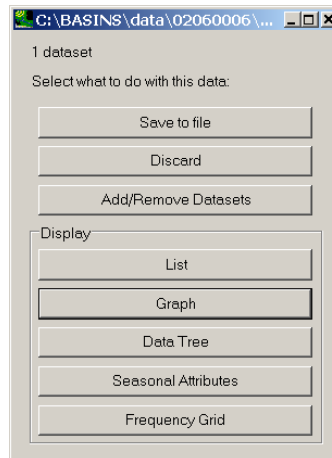 C:\BASINS\data\02060006\...
1 dataset
Select what to do with this data:
Save to file
Discard
Add/Remove Datasets
Display
List
Graph
Data Tree
Seasonal Attributes
Frequency Grid